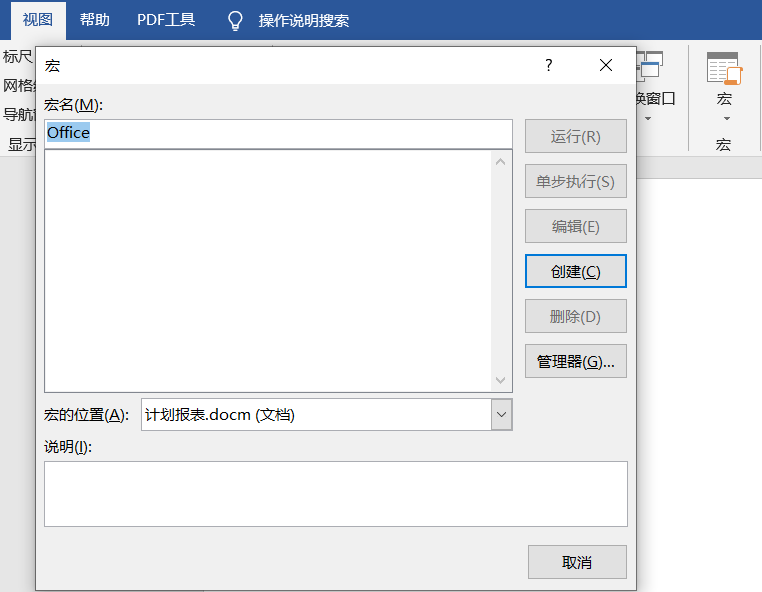 视图 帮助 PDF工具 操作说明搜索
标尺
网格
导航
显示
换窗口
宏
宏
宏 ?
宏名(M):
Office
运行(R)
单步执行(S)
编辑(E)
创建(C)
删除(D)
管理器(G)...
宏的位置(A): 计划报表.docm (文档)
说明(I):
取消